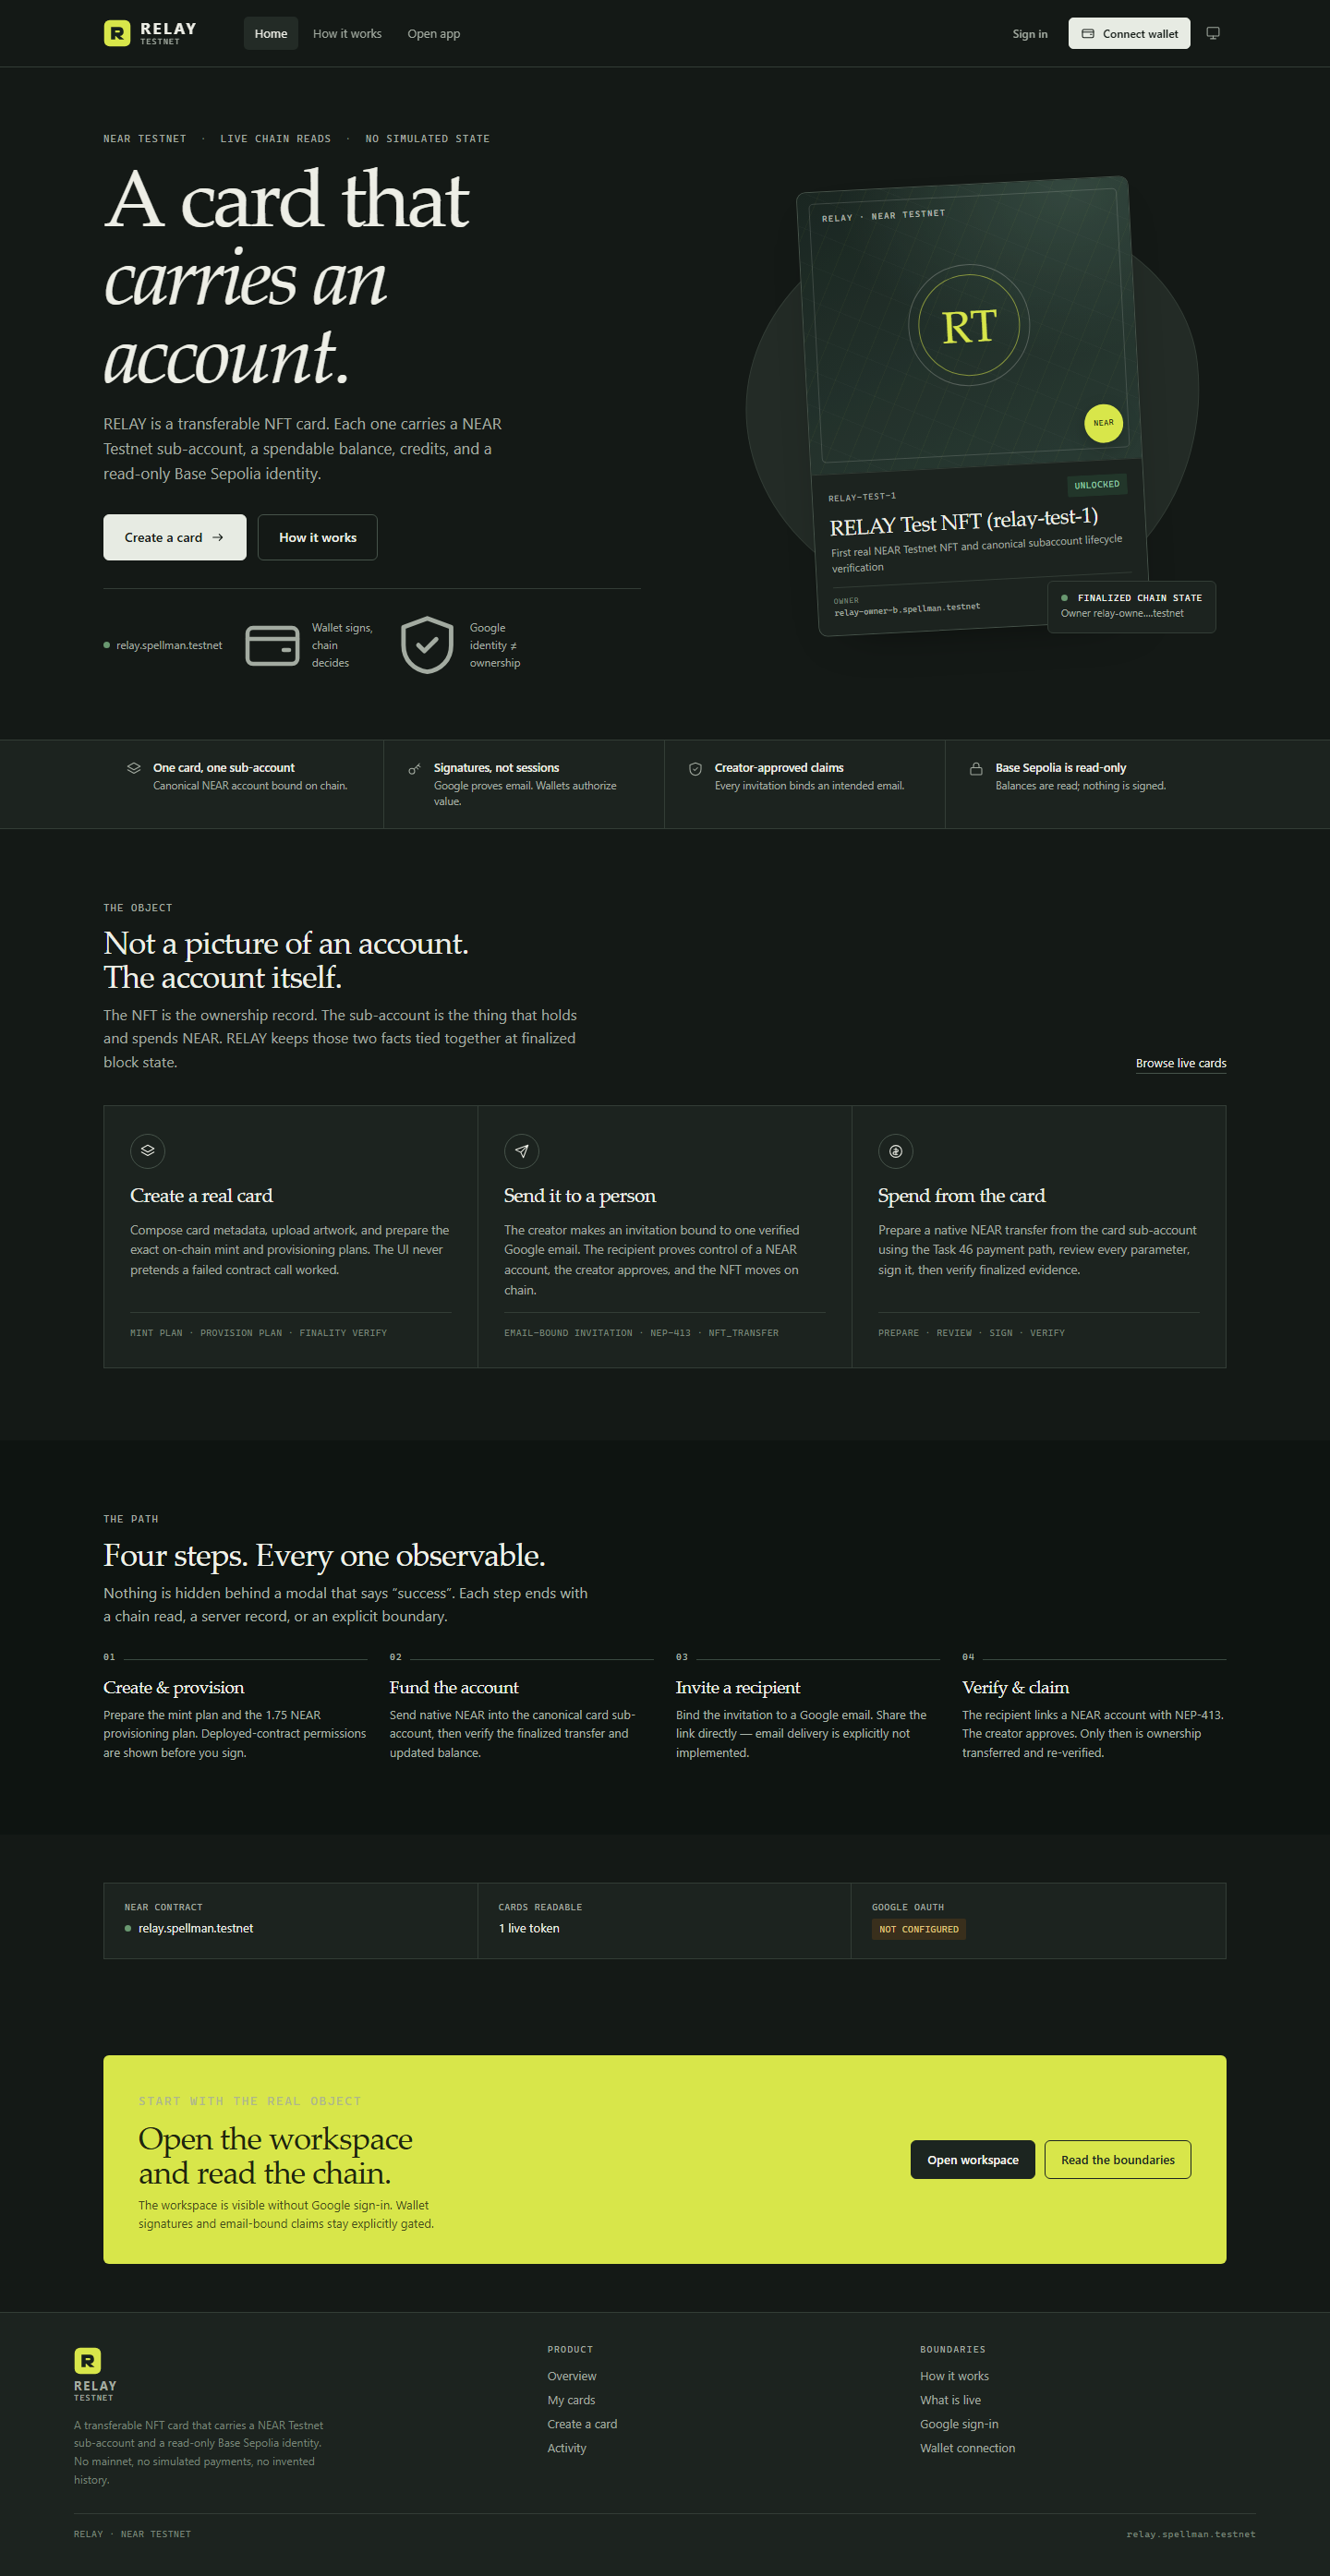 R RELAY
TESTNET
Home
How it works
Open app
Sign in
Connect wallet
NEAR TESTNET · LIVE CHAIN READS · NO SIMULATED STATE
A card that
carries an
account.
RELAY is a transferable NFT card. Each one carries a NEAR
Testnet sub-account, a spendable balance, credits, and a
read-only Base Sepolia identity.
Create a card →
How it works
relay.spellman.testnet
Wallet signs,
chain
decides
Google
identity ≠
ownership
RELAY · NEAR TESTNET
RT
NEAR
RELAY-TEST-1
UNLOCKED
RELAY Test NFT (relay-test-1)
First real NEAR Testnet NFT and canonical subaccount lifecycle
verification
OWNER
relay-owner-b.spellman.testnet
FINALIZED CHAIN STATE
Owner relay-owne....testnet
One card, one sub-account
Canonical NEAR account bound on chain.
Signatures, not sessions
Google proves email. Wallets authorize
value.
Creator-approved claims
Every invitation binds an intended email.
Base Sepolia is read-only
Balances are read; nothing is signed.
THE OBJECT
Not a picture of an account.
The account itself.
The NFT is the ownership record. The sub-account is the thing that holds
and spends NEAR. RELAY keeps those two facts tied together at finalized
block state.
Browse live cards
Create a real card
Compose card metadata, upload artwork, and prepare the
exact on-chain mint and provisioning plans. The UI never
pretends a failed contract call worked.
MINT PLAN · PROVISION PLAN · FINALITY VERIFY
Send it to a person
The creator makes an invitation bound to one verified
Google email. The recipient proves control of a NEAR
account, the creator approves, and the NFT moves on
chain.
EMAIL-BOUND INVITATION · NEP-413 · NFT_TRANSFER
Spend from the card
Prepare a native NEAR transfer from the card sub-account
using the Task 46 payment path, review every parameter,
sign it, then verify finalized evidence.
PREPARE · REVIEW · SIGN · VERIFY
THE PATH
Four steps. Every one observable.
Nothing is hidden behind a modal that says “success”. Each step ends with
a chain read, a server record, or an explicit boundary.
01
Create & provision
Prepare the mint plan and the 1.75 NEAR
provisioning plan. Deployed-contract permissions
are shown before you sign.
02
Fund the account
Send native NEAR into the canonical card sub-
account, then verify the finalized transfer and
updated balance.
03
Invite a recipient
Bind the invitation to a Google email. Share the
link directly — email delivery is explicitly not
implemented.
04
Verify & claim
The recipient links a NEAR account with NEP-413.
The creator approves. Only then is ownership
transferred and re-verified.
NEAR CONTRACT
relay.spellman.testnet
CARDS READABLE
1 live token
GOOGLE OAUTH
NOT CONFIGURED
START WITH THE REAL OBJECT
Open the workspace
and read the chain.
The workspace is visible without Google sign-in. Wallet
signatures and email-bound claims stay explicitly gated.
Open workspace
Read the boundaries
R
RELAY
TESTNET
A transferable NFT card that carries a NEAR Testnet
sub-account and a read-only Base Sepolia identity.
No mainnet, no simulated payments, no invented
history.
PRODUCT
Overview
My cards
Create a card
Activity
BOUNDARIES
How it works
What is live
Google sign-in
Wallet connection
RELAY · NEAR TESTNET
relay.spellman.testnet